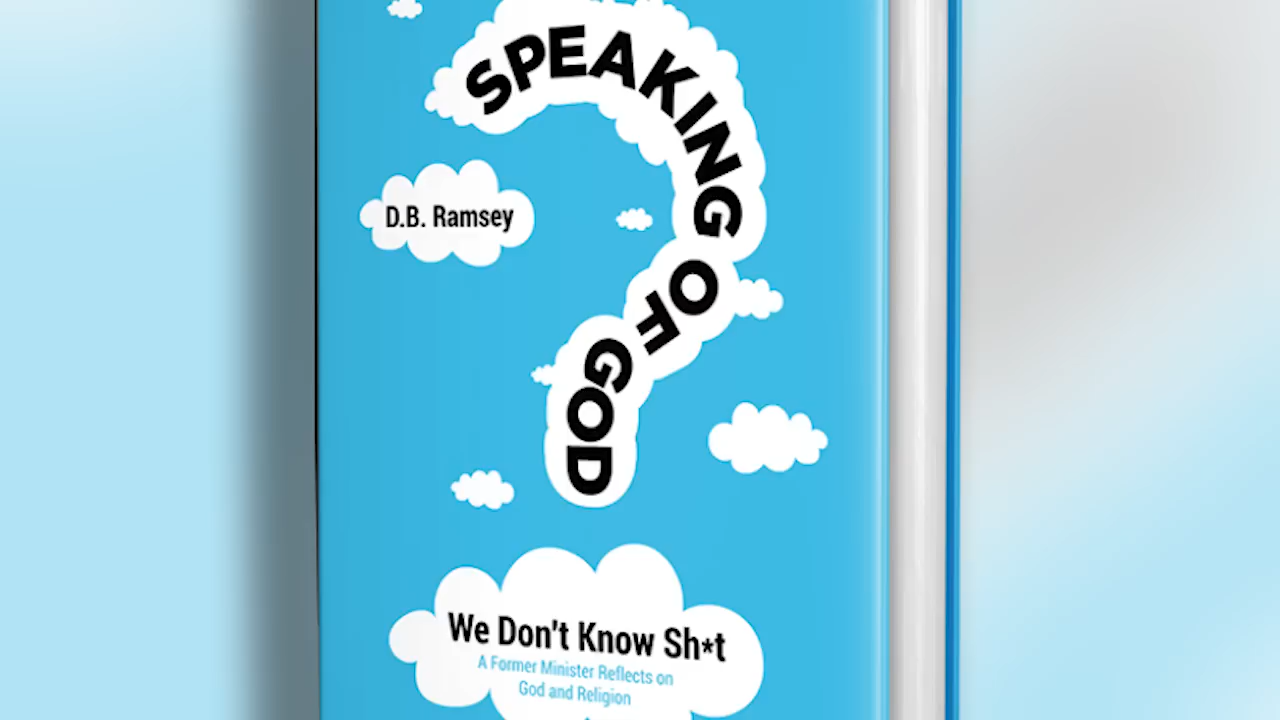 SPEAKING OF GOD
D.B. Ramsey
We Don't Know Sh*t
A Former Minister Reflects on
God and Religion